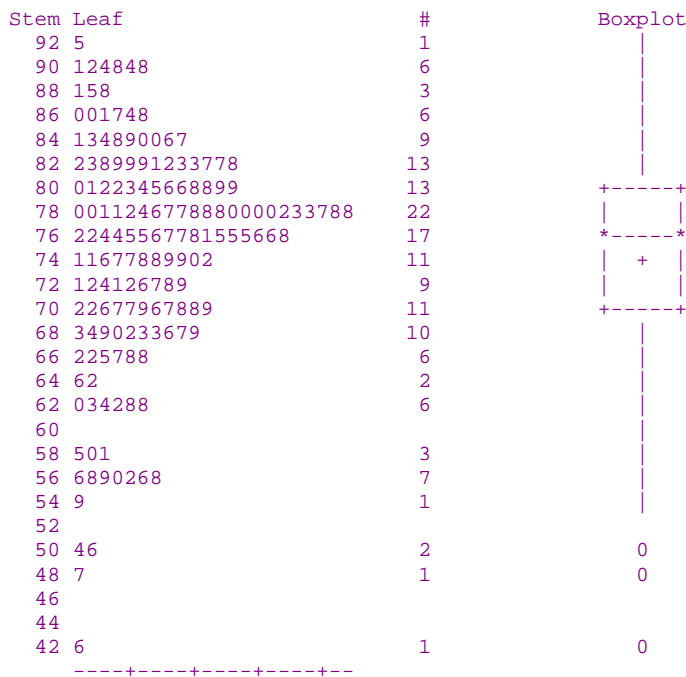 Stem Leaf                          #                Boxplot
  92 5                             1                   |
  90 124848                        6                   |
  88 158                           3                   |
  86 001748                        6                   |
  84 134890067                     9                   |
  82 2389991233778                13                   |
  80 0122345668899                13                +-----+
  78 0011246778880000233788       22                |     |
  76 22445567781555668            17                *-----*
  74 11677889902                  11                |  +  |
  72 124126789                     9                |     |
  70 22677967889                  11                +-----+
  68 3490233679                   10                   |
  66 225788                        6                   |
  64 62                            2                   |
  62 034288                        6                   |
  60                                                   |
  58 501                           3                   |
  56 6890268                       7                   |
  54 9                             1                   |
  52
  50 46                            2                   0
  48 7                             1                   0
  46
  44
  42 6                             1                   0
     ----+----+----+----+--